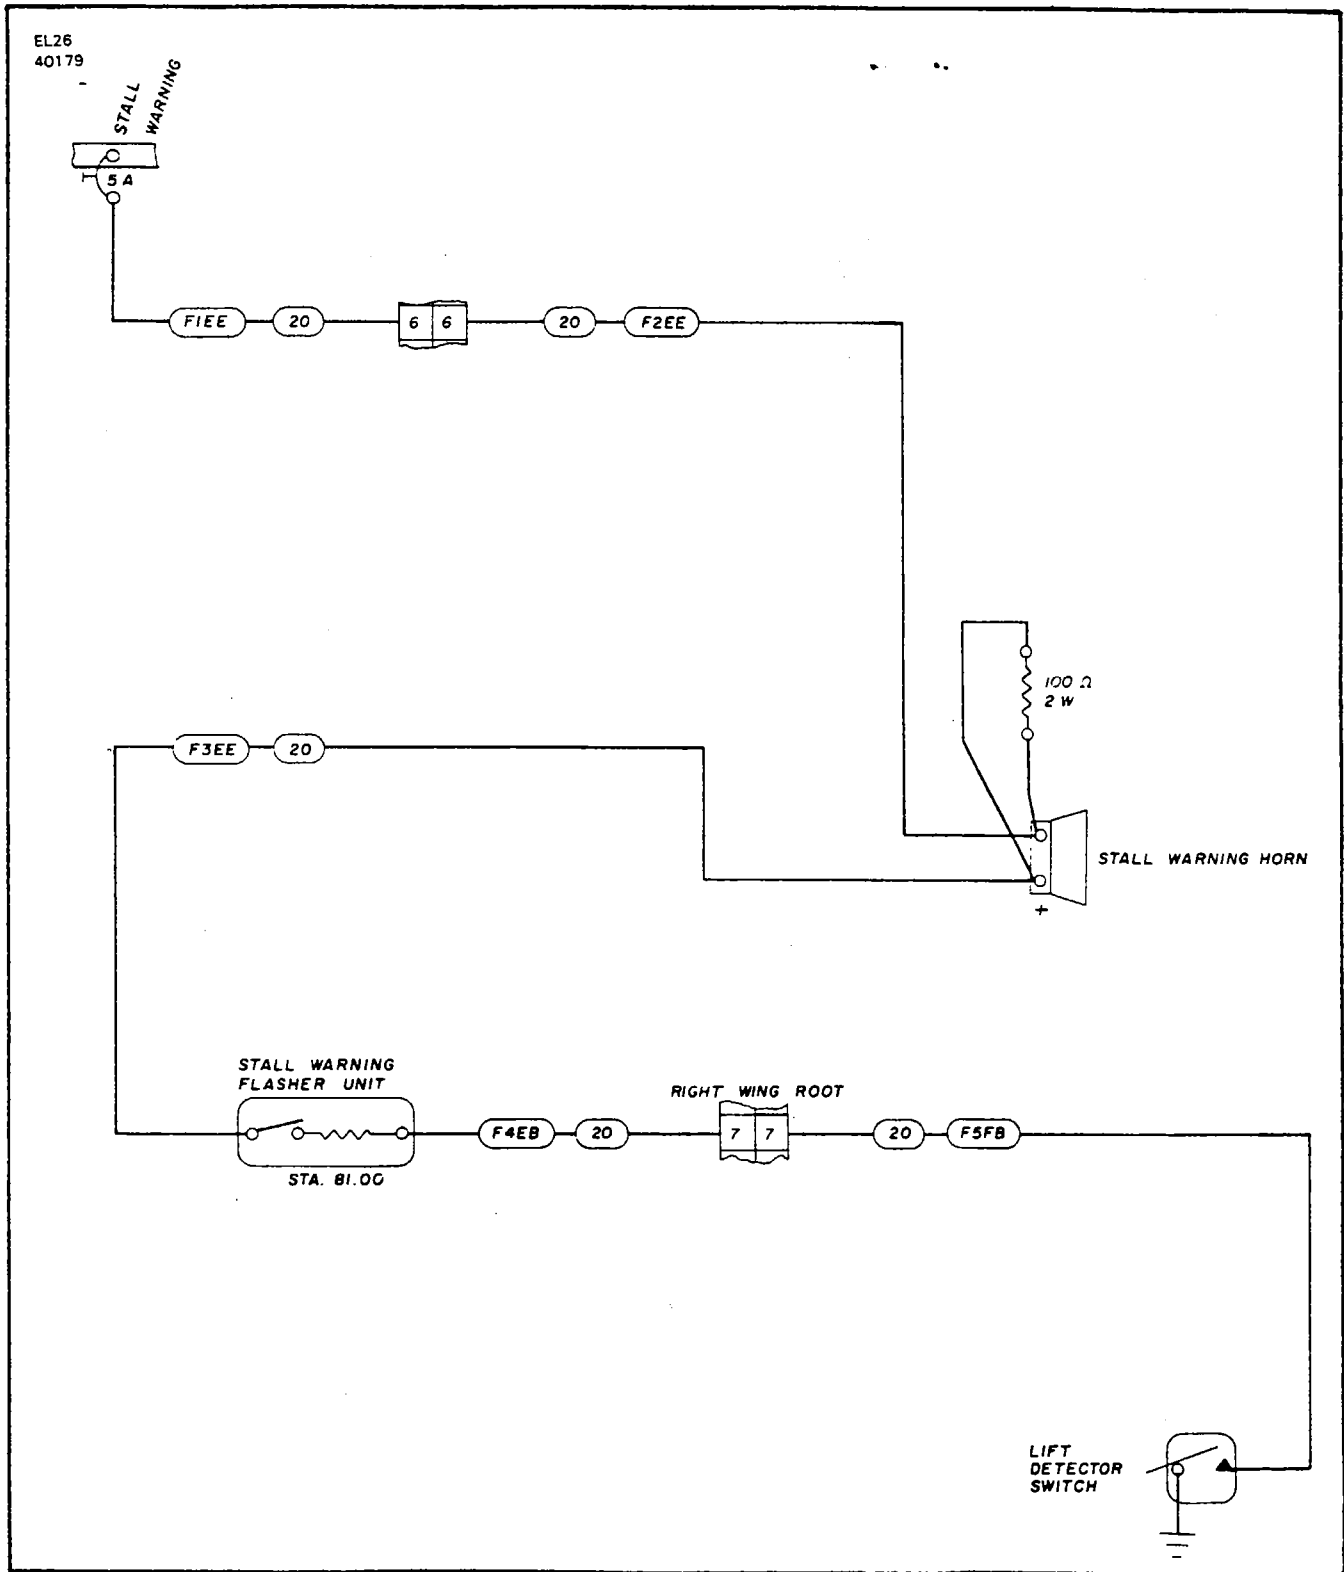 EL26
40179
STALL
WARNING
5 A
F1EE
20
6
6
20
F2EE
100 Ω
2 W
F3EE
20
STALL WARNING HORN
+
STALL WARNING
FLASHER UNIT
RIGHT WING ROOT
F4EB
20
7
7
20
F5FB
STA. 81.00
LIFT
DETECTOR
SWITCH